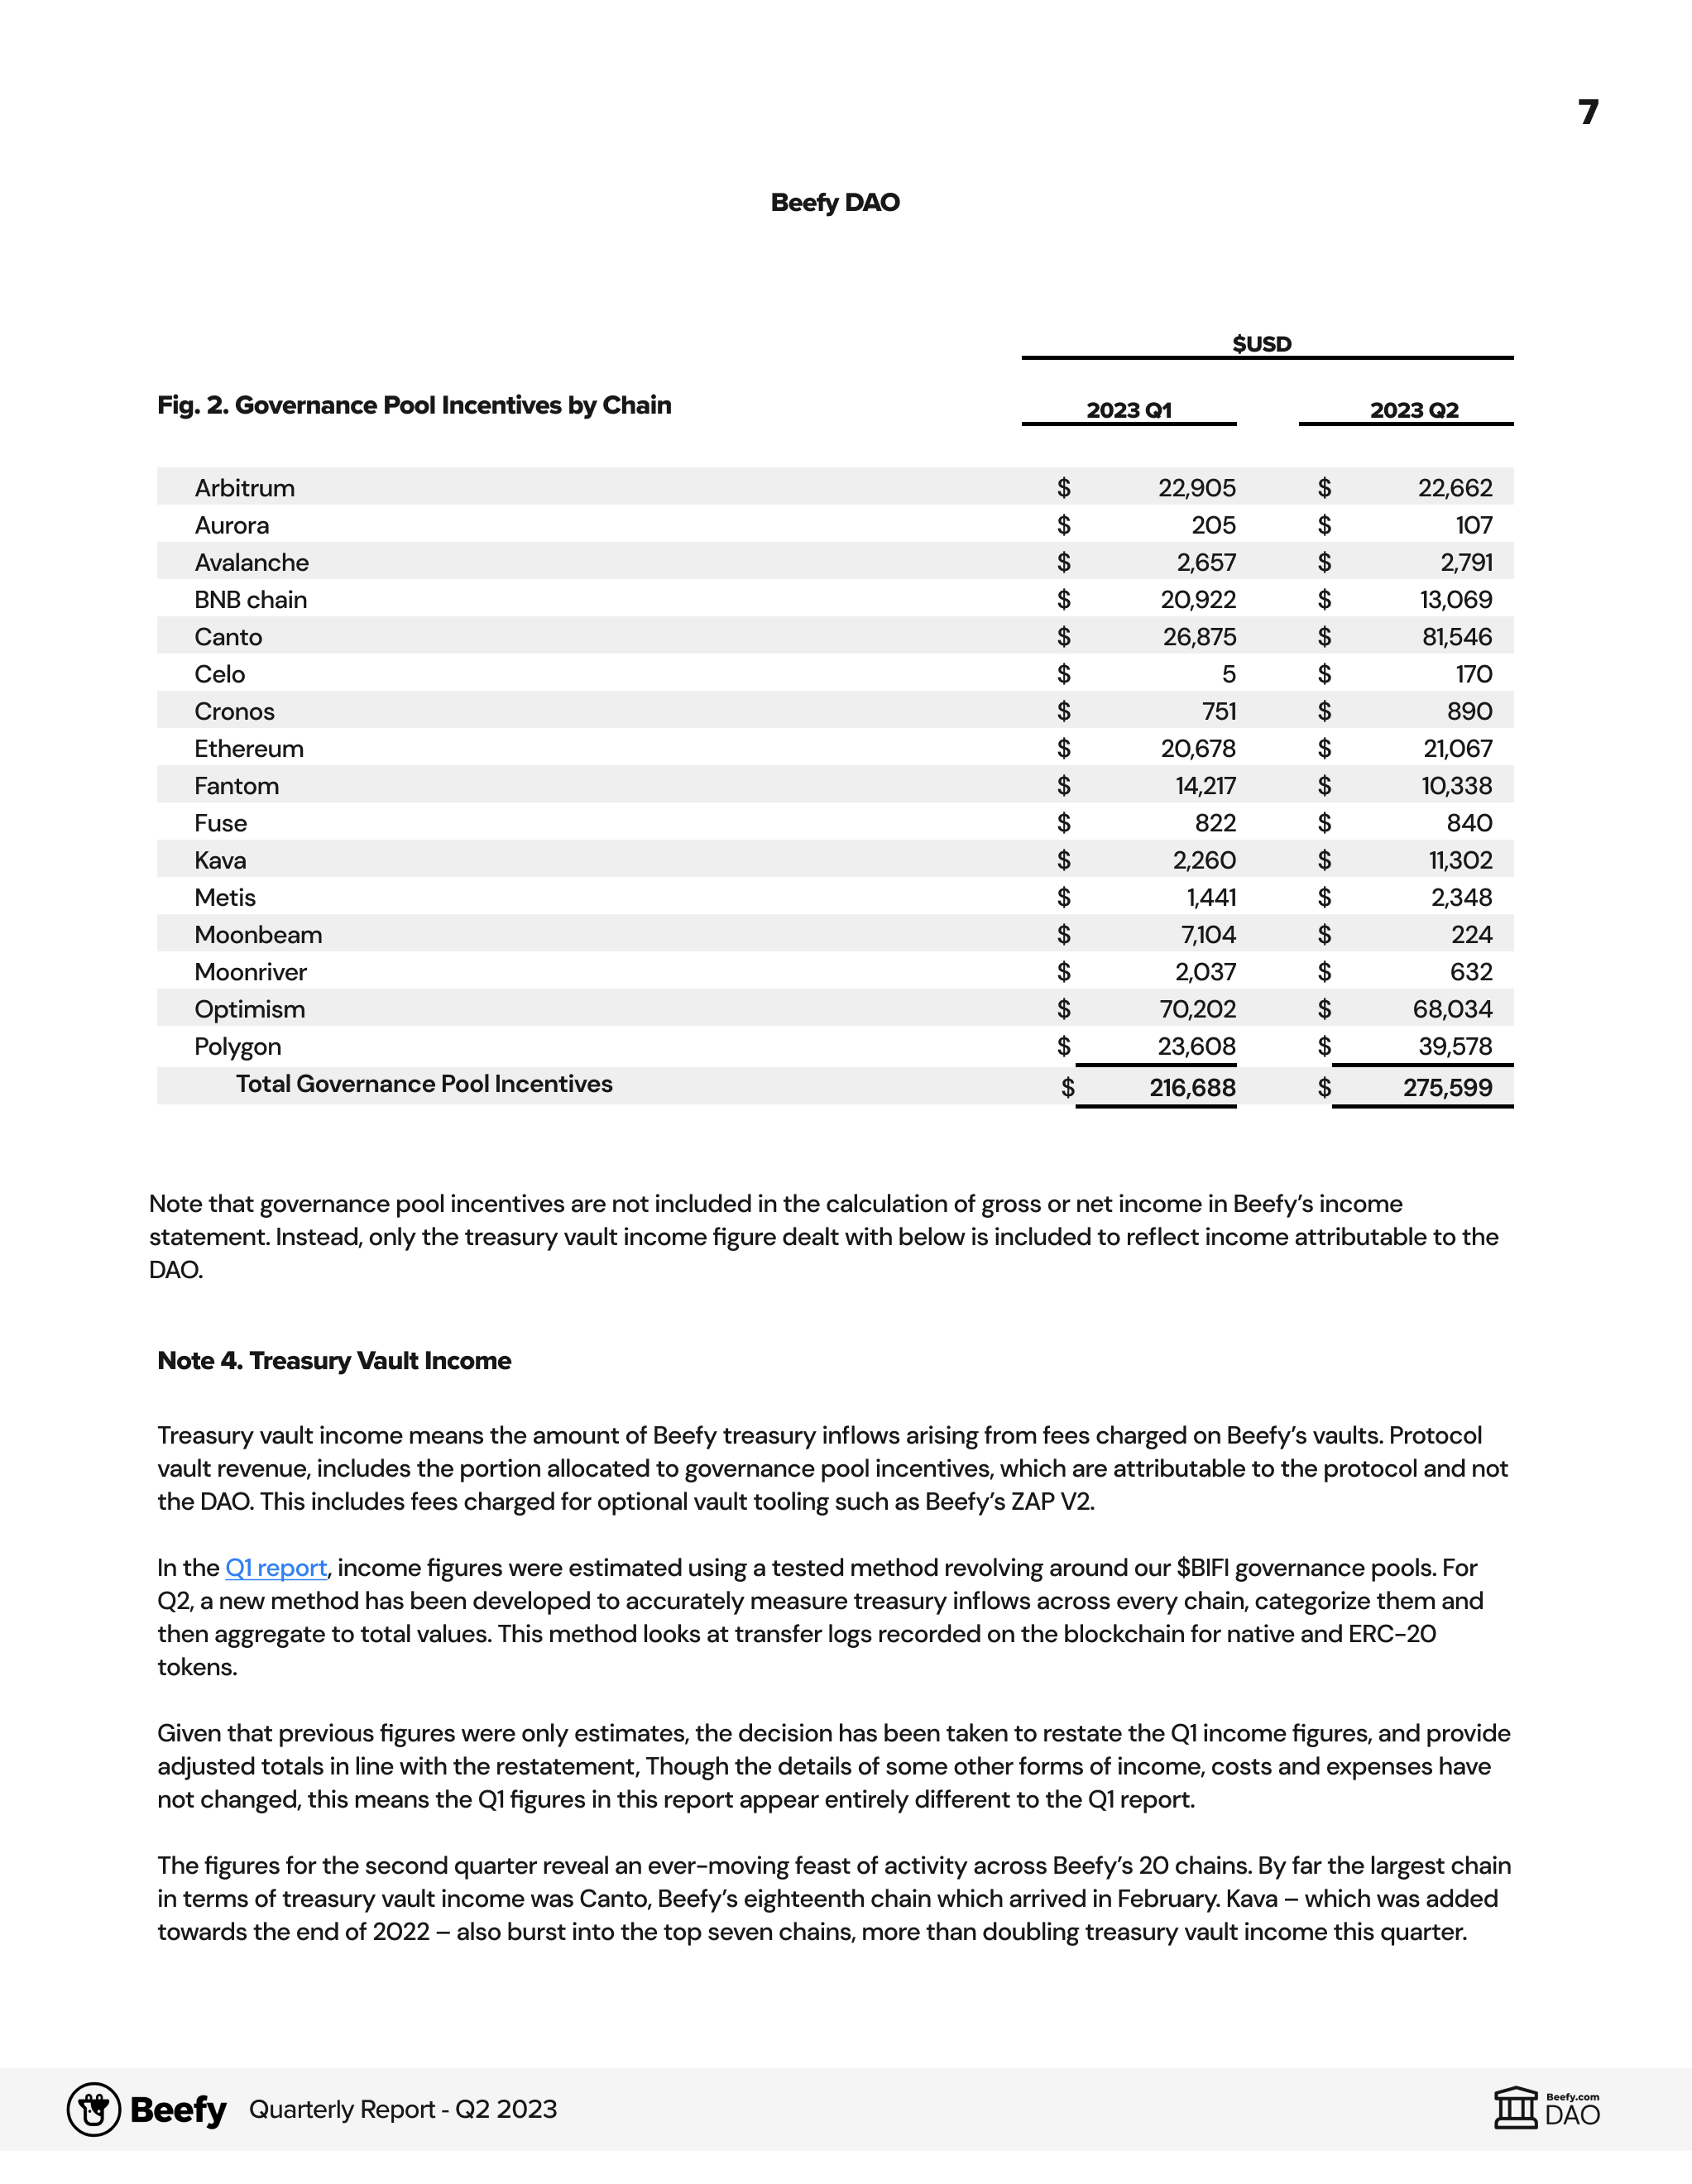 7
Beefy DAO
$USD
Fig. 2. Governance Pool Incentives by Chain 2023 Q1 2023 Q2
Arbitrum $ 22,905 $ 22,662
Aurora $ 205 $ 107
Avalanche $ 2,657 $ 2,791
BNB chain $ 20,922 $ 13,069
Canto $ 26,875 $ 81,546
Celo $ 5 $ 170
Cronos $ 751 $ 890
Ethereum $ 20,678 $ 21,067
Fantom $ 14,217 $ 10,338
Fuse $ 822 $ 840
Kava $ 2,260 $ 11,302
Metis $ 1,441 $ 2,348
Moonbeam $ 7,104 $ 224
Moonriver $ 2,037 $ 632
Optimism $ 70,202 $ 68,034
Polygon $ 23,608 $ 39,578
Total Governance Pool Incentives $ 216,688 $ 275,599
Note that governance pool incentives are not included in the calculation of gross or net income in Beefy’s income
statement. Instead, only the treasury vault income figure dealt with below is included to reflect income attributable to the
DAO.
Note 4. Treasury Vault Income
Treasury vault income means the amount of Beefy treasury inflows arising from fees charged on Beefy’s vaults. Protocol
vault revenue, includes the portion allocated to governance pool incentives, which are attributable to the protocol and not
the DAO. This includes fees charged for optional vault tooling such as Beefy’s ZAP V2.
In the Q1 report, income figures were estimated using a tested method revolving around our $BIFI governance pools. For
Q2, a new method has been developed to accurately measure treasury inflows across every chain, categorize them and
then aggregate to total values. This method looks at transfer logs recorded on the blockchain for native and ERC-20
tokens.
Given that previous figures were only estimates, the decision has been taken to restate the Q1 income figures, and provide
adjusted totals in line with the restatement, Though the details of some other forms of income, costs and expenses have
not changed, this means the Q1 figures in this report appear entirely different to the Q1 report.
The figures for the second quarter reveal an ever-moving feast of activity across Beefy’s 20 chains. By far the largest chain
in terms of treasury vault income was Canto, Beefy’s eighteenth chain which arrived in February. Kava – which was added
towards the end of 2022 – also burst into the top seven chains, more than doubling treasury vault income this quarter.
Beefy Quarterly Report - Q2 2023
Beefy.com
DAO